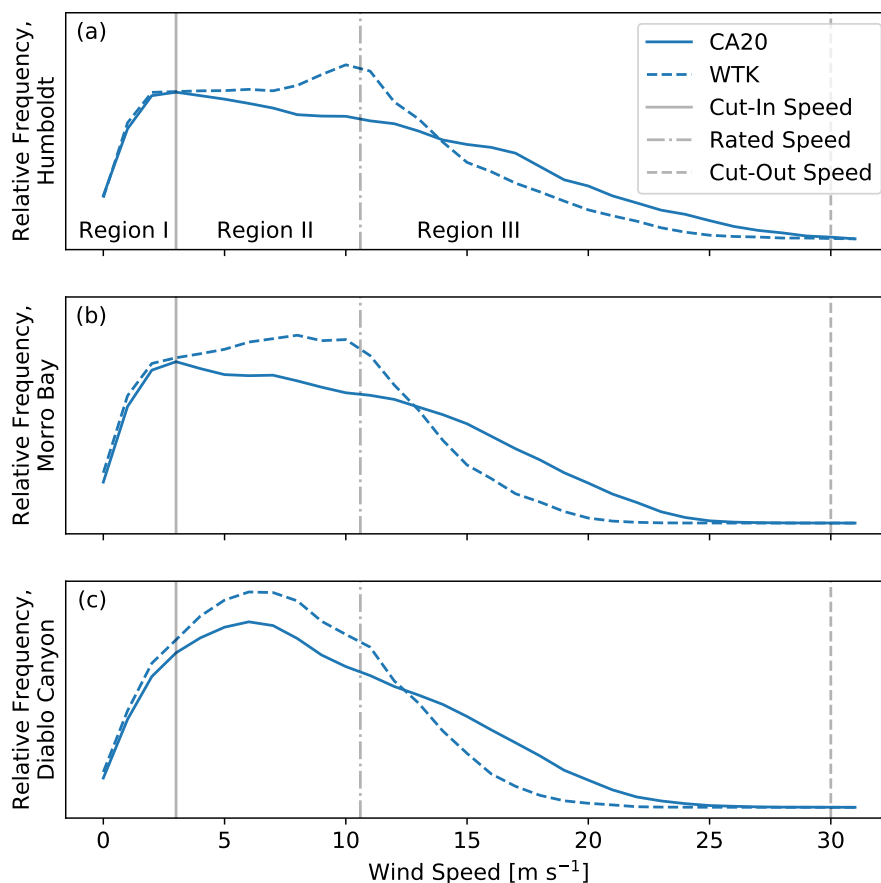 (a)
Relative Frequency,
Humboldt
CA20
WTK
Cut-In Speed
Rated Speed
Cut-Out Speed
Region I
Region II
Region III
(b)
Relative Frequency,
Morro Bay
(c)
Relative Frequency,
Diablo Canyon
0 5 10 15 20 25 30
Wind Speed [m s⁻¹]